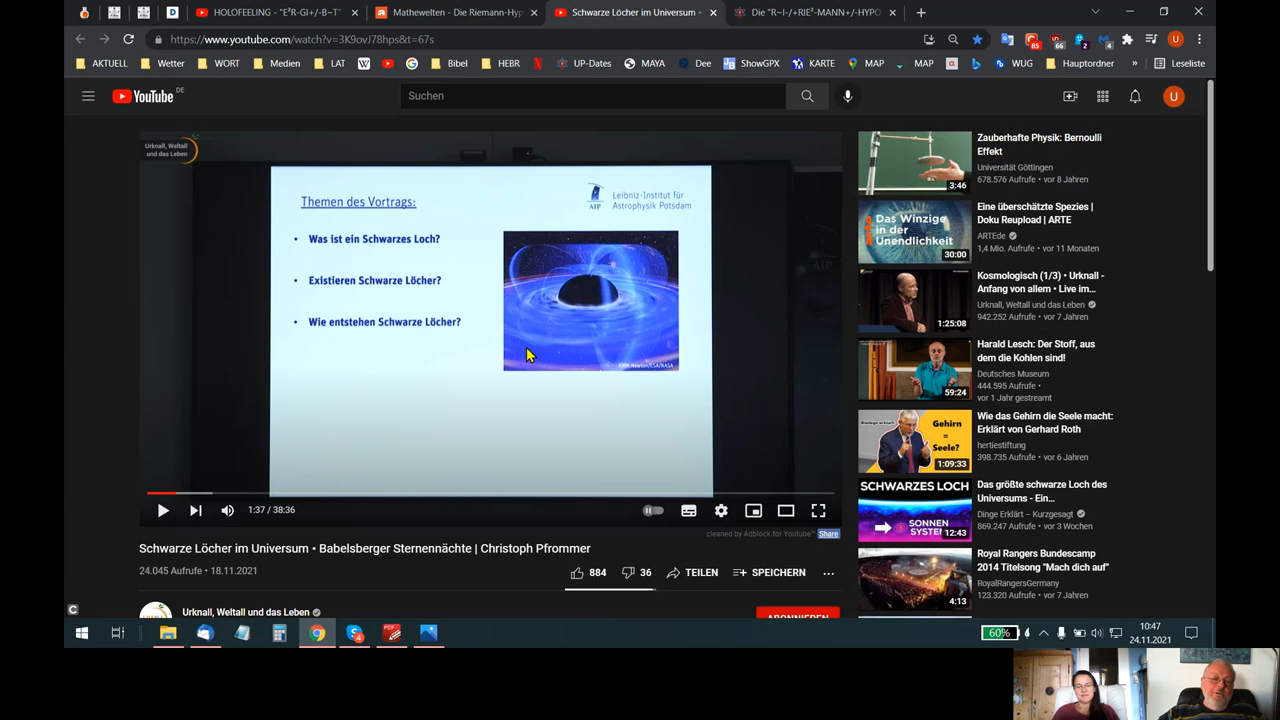 HOLOFEELING - "E²R-GI+/-B~T"
Mathewelten - Die Riemann-Hyp
Schwarze Löcher im Universum -
Die "R~I-/+RIE²-MANN+/-HYPO
https://www.youtube.com/watch?v=3K9ovJ78hps&t=67s
85
66
2
4
U
AKTUELL
Wetter
WORT
Medien
LAT
W
G
Bibel
HEBR
N
UP-Dates
MAYA
Dee
ShowGPX
KARTE
MAP
MAP
α
WUG
Hauptordner
»
Leseliste
YouTube DE
Suchen
U
Urknall, Weltall
und das Leben
Themen des Vortrags:
AIP
Leibniz-Institut für
Astrophysik Potsdam
• Was ist ein Schwarzes Loch?
• Existieren Schwarze Löcher?
• Wie entstehen Schwarze Löcher?
1:37 / 38:36
cleaned by Adblock for Youtube™ Share
Schwarze Löcher im Universum • Babelsberger Sternennächte | Christoph Pfrommer
24.045 Aufrufe • 18.11.2021
884
36
TEILEN
SPEICHERN
Urknall, Weltall und das Leben
ABONNIEREN
3:46
Zauberhafte Physik: Bernoulli
Effekt
Universität Göttingen
678.576 Aufrufe • vor 8 Jahren
Das Winzige
in der
Unendlichkeit
30:00
Eine überschätzte Spezies |
Doku Reupload | ARTE
ARTEde
1,4 Mio. Aufrufe • vor 11 Monaten
1:25:08
Kosmologisch (1/3) • Urknall -
Anfang von allem • Live im...
Urknall, Weltall und das Leben
942.252 Aufrufe • vor 7 Jahren
59:24
Harald Lesch: Der Stoff, aus
dem die Kohlen sind!
Deutsches Museum
444.595 Aufrufe •
vor 1 Jahr gestreamt
Gehirn
=
Seele?
1:09:33
Wie das Gehirn die Seele macht:
Erklärt von Gerhard Roth
hertiestiftung
398.735 Aufrufe • vor 6 Jahren
SCHWARZES LOCH
SONNEN
SYSTEM
12:43
Das größte schwarze Loch des
Universums - Ein...
Dinge Erklärt – Kurzgesagt
869.247 Aufrufe • vor 3 Wochen
4:13
Royal Rangers Bundescamp
2014 Titelsong "Mach dich auf"
RoyalRangersGermany
123.320 Aufrufe • vor 7 Jahren
60%
10:47
24.11.2021